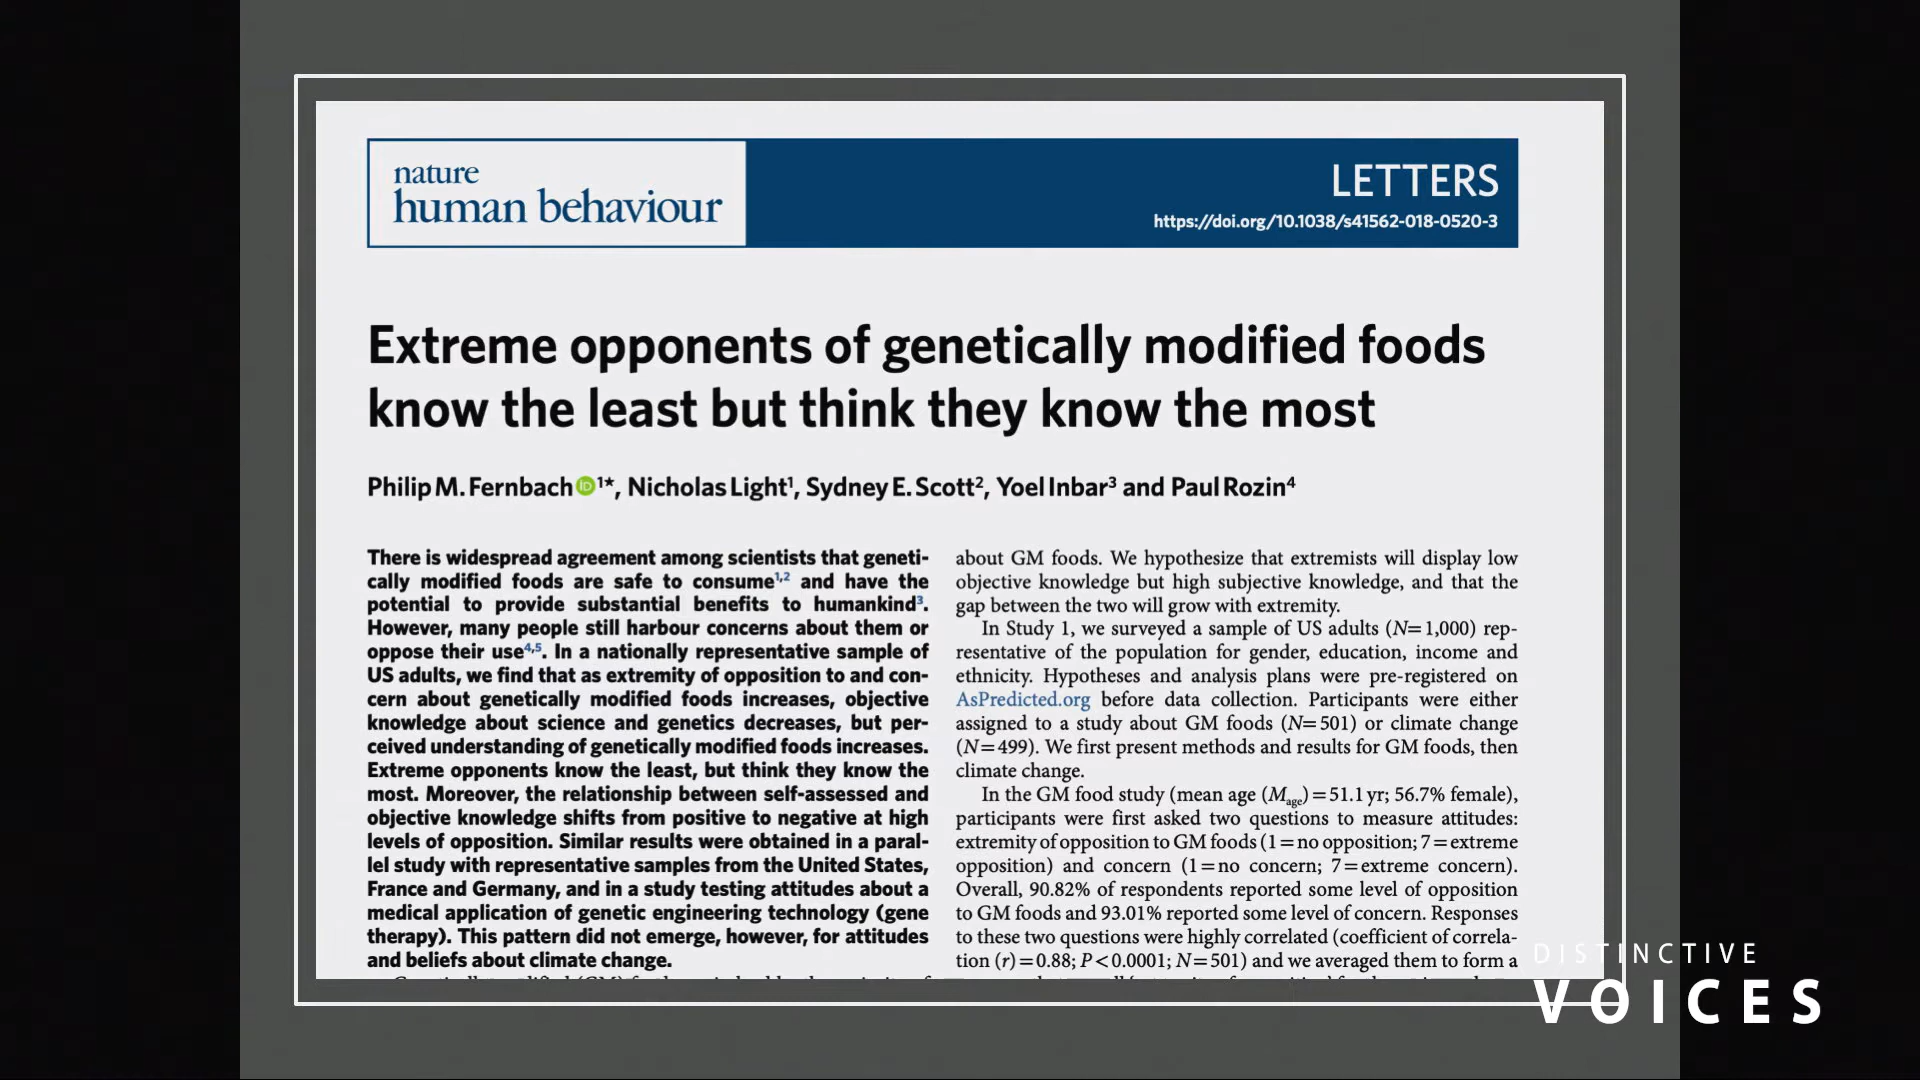 nature
human behaviour
LETTERS
https://doi.org/10.1038/s41562-018-0520-3
Extreme opponents of genetically modified foods
know the least but think they know the most
Philip M. Fernbach iD 1*, Nicholas Light1, Sydney E. Scott2, Yoel Inbar3 and Paul Rozin4
There is widespread agreement among scientists that geneti-
cally modified foods are safe to consume1,2 and have the
potential to provide substantial benefits to humankind3.
However, many people still harbour concerns about them or
oppose their use4,5. In a nationally representative sample of
US adults, we find that as extremity of opposition to and con-
cern about genetically modified foods increases, objective
knowledge about science and genetics decreases, but per-
ceived understanding of genetically modified foods increases.
Extreme opponents know the least, but think they know the
most. Moreover, the relationship between self-assessed and
objective knowledge shifts from positive to negative at high
levels of opposition. Similar results were obtained in a paral-
lel study with representative samples from the United States,
France and Germany, and in a study testing attitudes about a
medical application of genetic engineering technology (gene
therapy). This pattern did not emerge, however, for attitudes
and beliefs about climate change.
about GM foods. We hypothesize that extremists will display low
objective knowledge but high subjective knowledge, and that the
gap between the two will grow with extremity.
In Study 1, we surveyed a sample of US adults (N=1,000) rep-
resentative of the population for gender, education, income and
ethnicity. Hypotheses and analysis plans were pre-registered on
AsPredicted.org before data collection. Participants were either
assigned to a study about GM foods (N=501) or climate change
(N=499). We first present methods and results for GM foods, then
climate change.
In the GM food study (mean age (Mage)=51.1 yr; 56.7% female),
participants were first asked two questions to measure attitudes:
extremity of opposition to GM foods (1=no opposition; 7=extreme
opposition) and concern (1=no concern; 7=extreme concern).
Overall, 90.82% of respondents reported some level of opposition
to GM foods and 93.01% reported some level of concern. Responses
to these two questions were highly correlated (coefficient of correla-
tion (r)=0.88; P<0.0001; N=501) and we averaged them to form a
DISTINCTIVE
VOICES